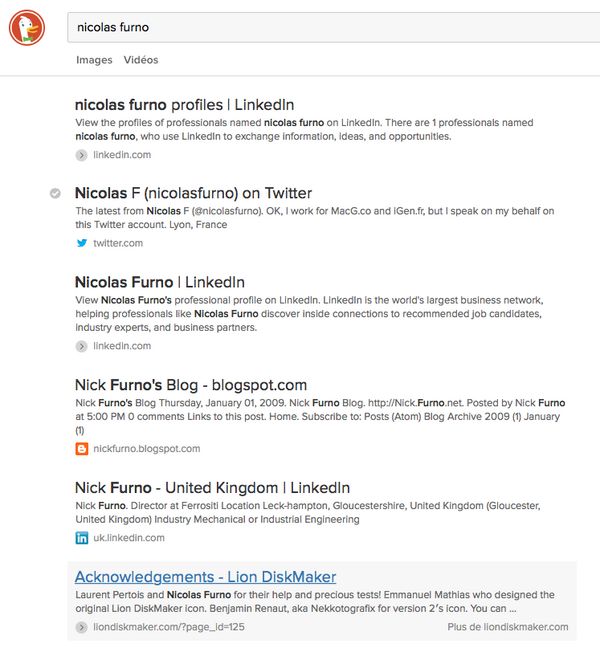 nicolas furno
Images Vidéos
nicolas furno profiles | LinkedIn
View the profiles of professionals named nicolas furno on LinkedIn. There are 1 professionals named
nicolas furno, who use LinkedIn to exchange information, ideas, and opportunities.
linkedin.com
Nicolas F (nicolasfurno) on Twitter
The latest from Nicolas F (@nicolasfurno). OK, I work for MacG.co and iGen.fr, but I speak on my behalf on
this Twitter account. Lyon, France
twitter.com
Nicolas Furno | LinkedIn
View Nicolas Furno's professional profile on LinkedIn. LinkedIn is the world's largest business network,
helping professionals like Nicolas Furno discover inside connections to recommended job candidates,
industry experts, and business partners.
linkedin.com
Nick Furno's Blog - blogspot.com
Nick Furno's Blog Thursday, January 01, 2009. Nick Furno Blog. http://Nick.Furno.net. Posted by Nick Furno
at 5:00 PM 0 comments Links to this post. Home. Subscribe to: Posts (Atom) Blog Archive 2009 (1) January
(1)
nickfurno.blogspot.com
Nick Furno - United Kingdom | LinkedIn
Nick Furno. Director at Ferrositi Location Leck-hampton, Gloucestershire, United Kingdom (Gloucester,
United Kingdom) Industry Mechanical or Industrial Engineering
uk.linkedin.com
Acknowledgements - Lion DiskMaker
Laurent Pertois and Nicolas Furno for their help and precious tests! Emmanuel Mathias who designed the
original Lion DiskMaker icon. Benjamin Renaut, aka Nekkotografix for version 2′s icon. You can ...
liondiskmaker.com/?page_id=125 Plus de liondiskmaker.com